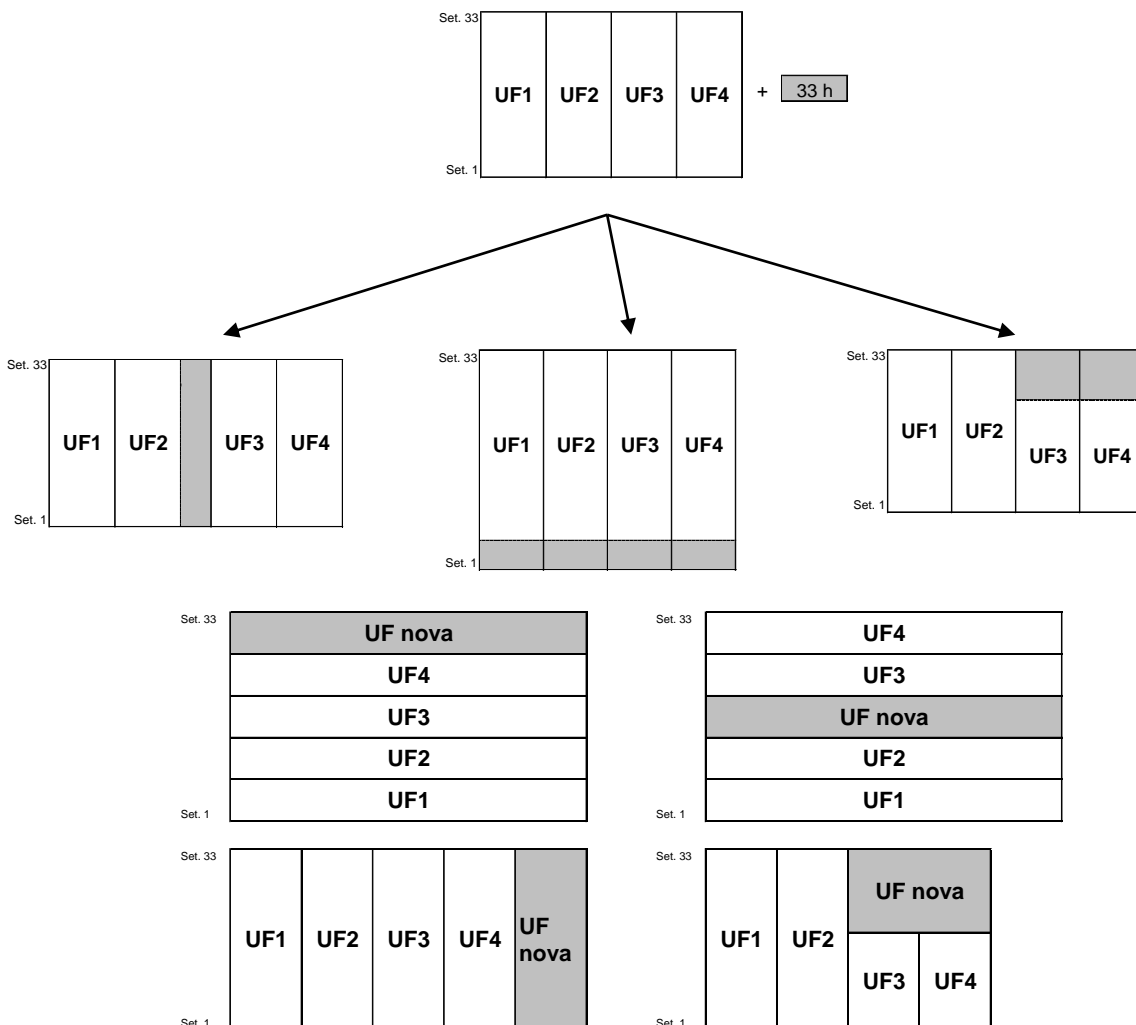 Set. 33
UF1 UF2 UF3 UF4 + 33 h
Set. 1
Set. 33
UF1 UF2 UF3 UF4
Set. 1
Set. 33
UF1 UF2 UF3 UF4
Set. 1
Set. 33
UF1 UF2 UF3 UF4
Set. 1
Set. 33
UF nova
UF4
UF3
UF2
UF1
Set. 1
Set. 33
UF4
UF3
UF nova
UF2
UF1
Set. 1
Set. 33
UF1 UF2 UF3 UF4 UF
nova
Set. 1
Set. 33
UF nova
UF1 UF2
UF3 UF4
Set. 1